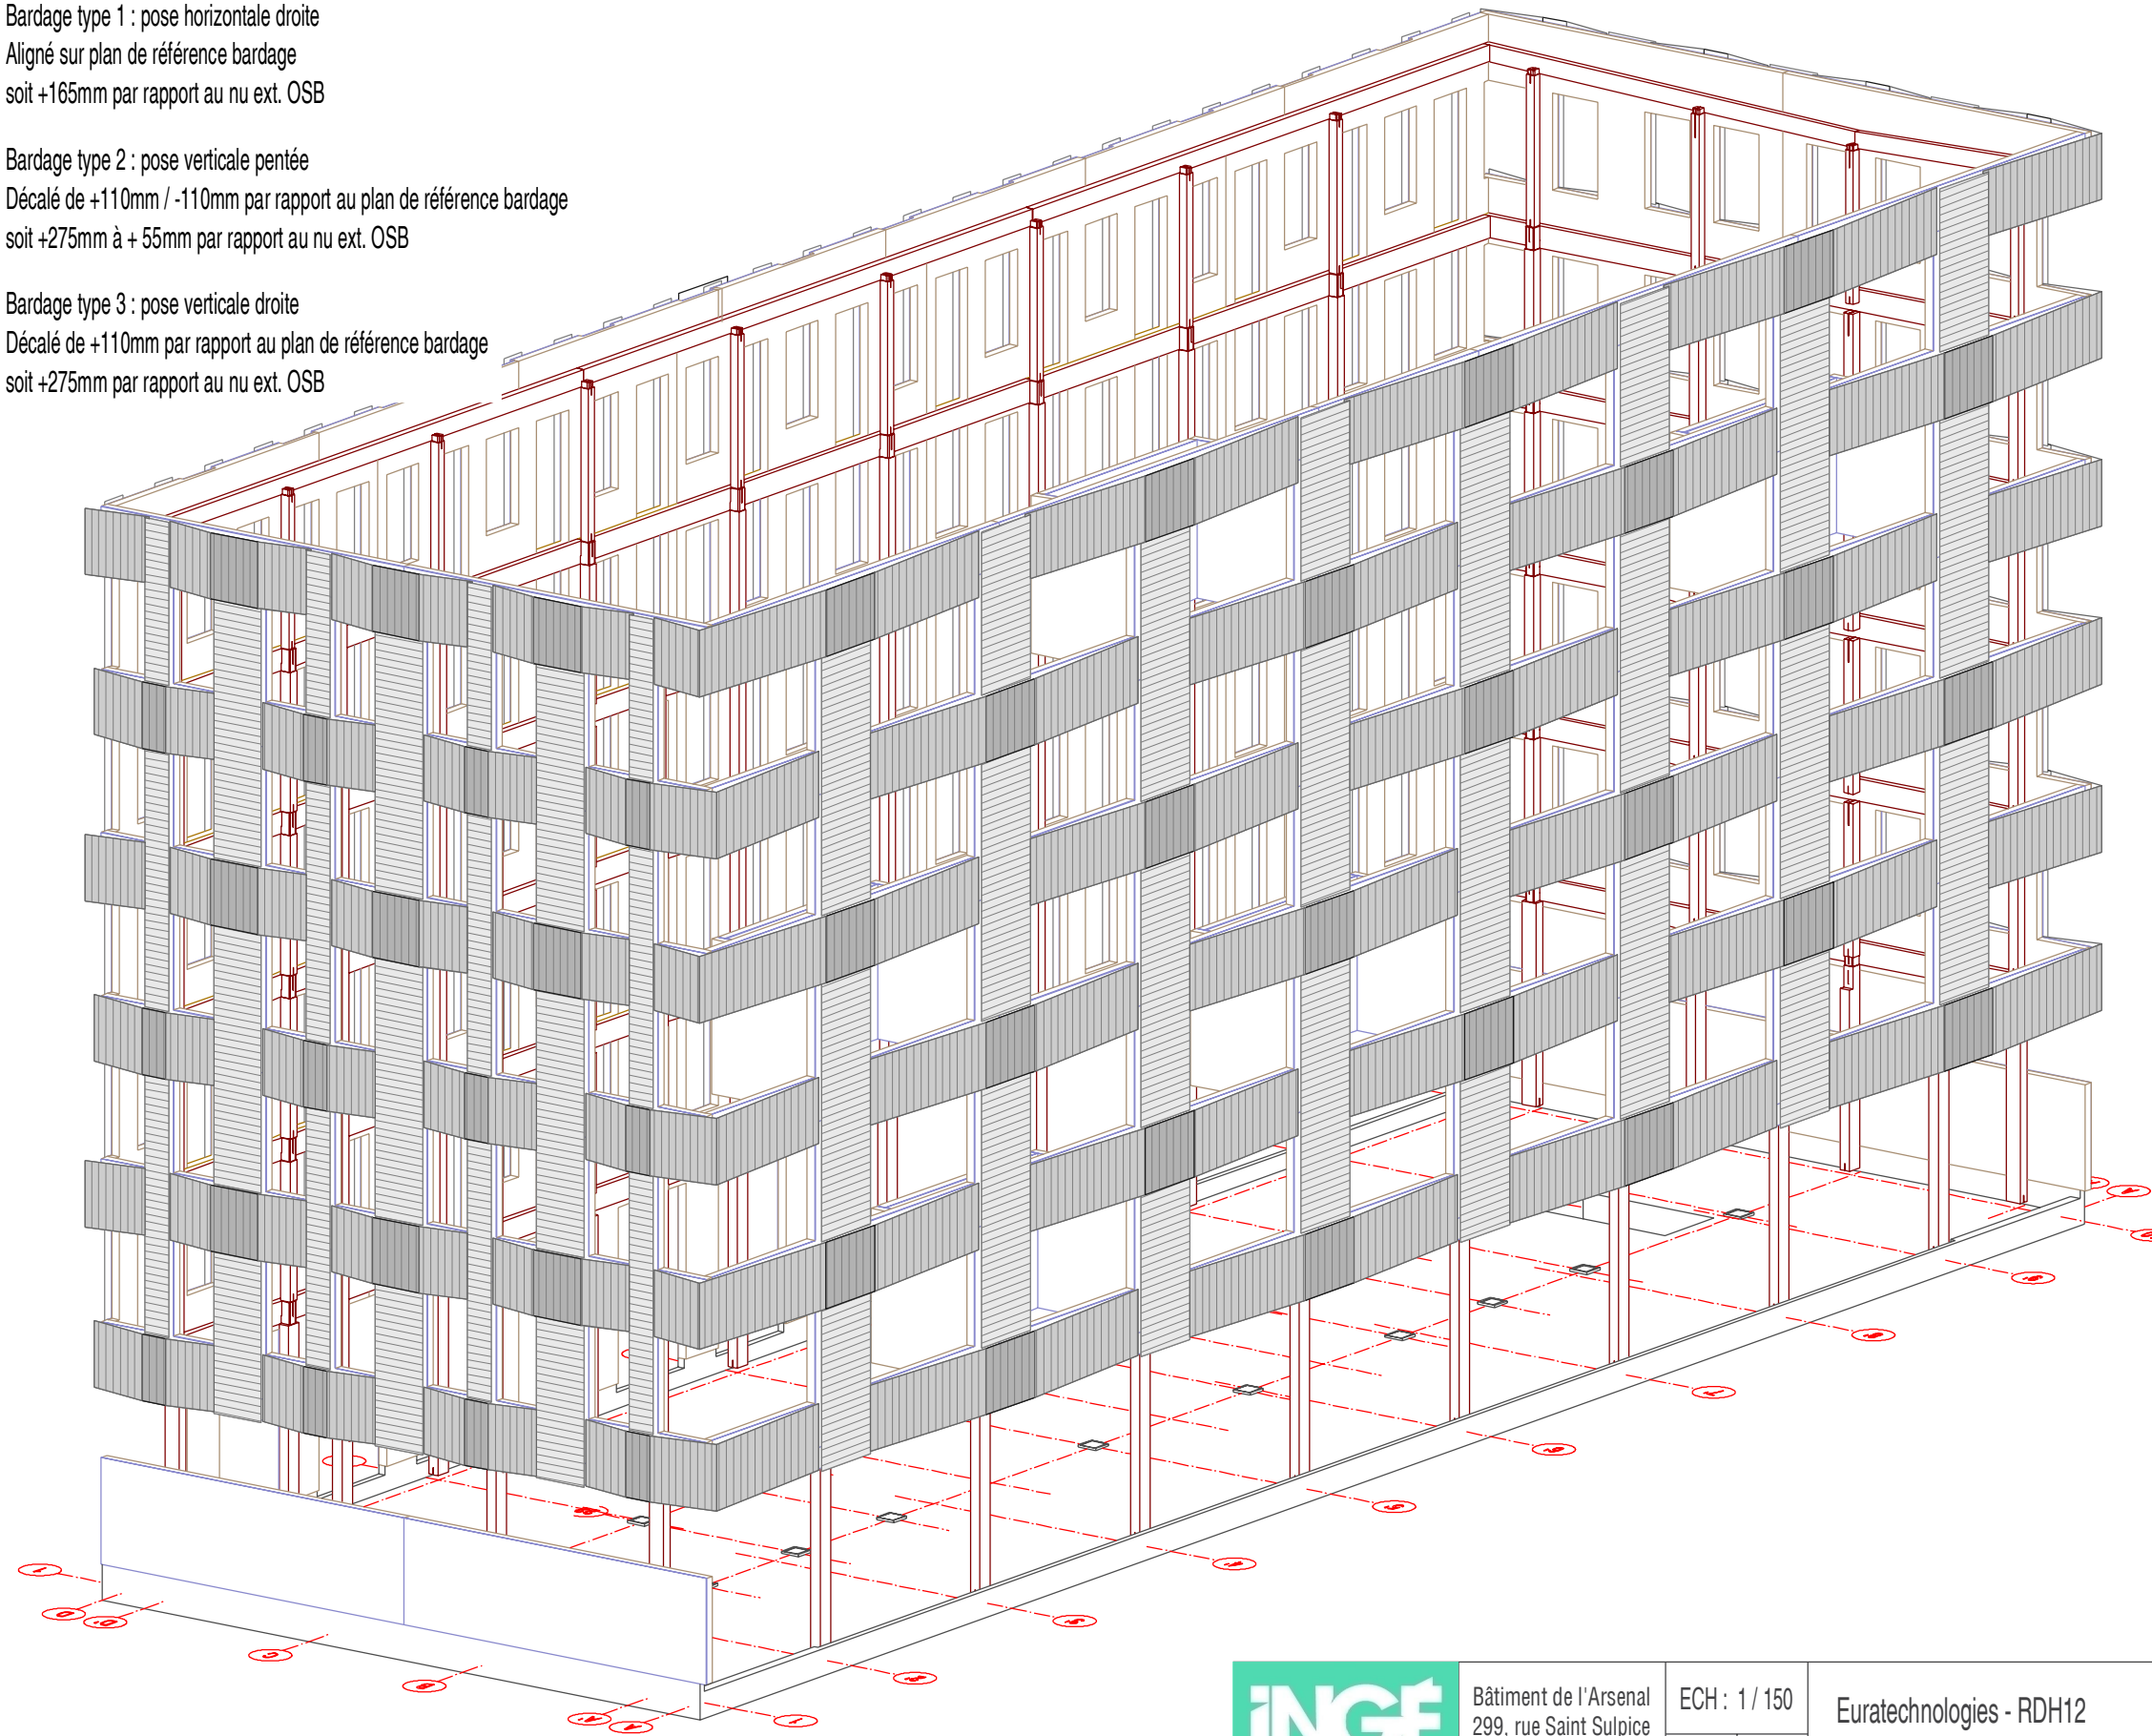 Bardage type 1 : pose horizontale droite
Aligné sur plan de référence bardage
soit +165mm par rapport au nu ext. OSB
Bardage type 2 : pose verticale pentée
Décalé de +110mm / -110mm par rapport au plan de référence bardage
soit +275mm à + 55mm par rapport au nu ext. OSB
Bardage type 3 : pose verticale droite
Décalé de +110mm par rapport au plan de référence bardage
soit +275mm par rapport au nu ext. OSB
INGÉ
Bâtiment de l'Arsenal
299, rue Saint Sulpice
ECH : 1 / 150
Euratechnologies - RDH12